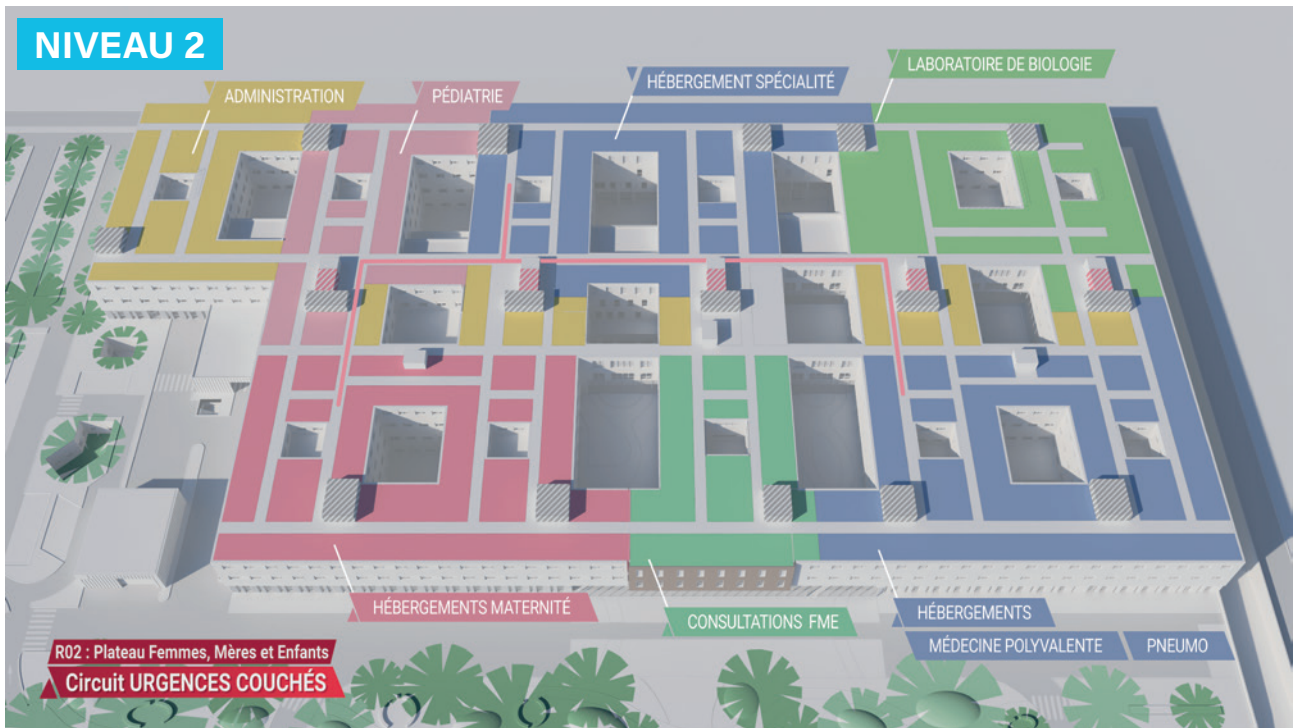 NIVEAU 2
LABORATOIRE DE BIOLOGIE
HÉBERGEMENT SPÉCIALITÉ
ADMINISTRATION
PÉDIATRIE
HÉBERGEMENTS MATERNITÉ
CONSULTATIONS FME
HÉBERGEMENTS
MÉDECINE POLYVALENTE
PNEUMO
R02 : Plateau Femmes, Mères et Enfants
Circuit URGENCES COUCHÉS